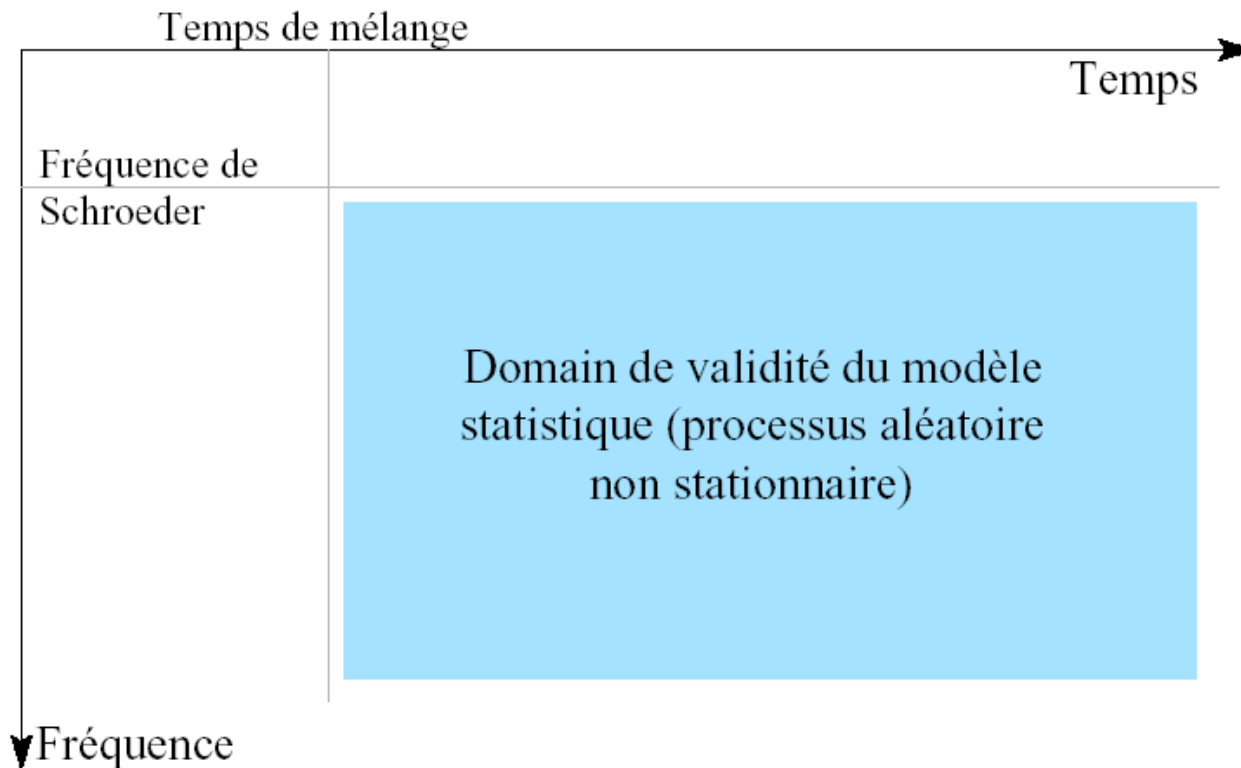 Temps de mélange
Temps
Fréquence de
Schroeder
Domain de validité du modèle
statistique (processus aléatoire
non stationnaire)
Fréquence